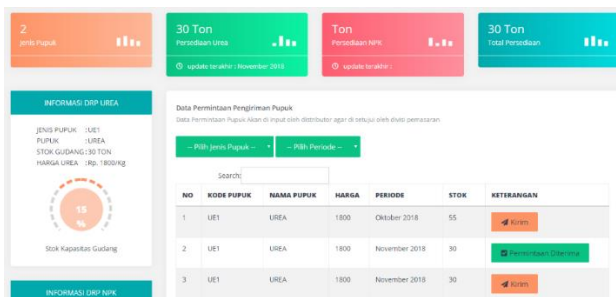 2
Jenis Pupuk
30 Ton
Persediaan Urea
update terakhir : November 2018
Ton
Persediaan NPK
update terakhir :
30 Ton
Total Persediaan
INFORMASI DRP UREA
JENIS PUPUK : UE1
PUPUK : UREA
STOK GUDANG : 30 TON
HARGA UREA : Rp. 1800/Kg
15
%
Stok Kapasitas Gudang
INFORMASI DRP NPK
Data Permintaan Pengiriman Pupuk
Data Permintaan Pupuk Akan di input oleh distributor agar di setujui oleh divisi pemasaran.
-- Pilih Jenis Pupuk --
-- Pilih Periode --
Search:
NO KODE PUPUK NAMA PUPUK HARGA PERIODE STOK KETERANGAN
1 UE1 UREA 1800 Oktober 2018 55 Kirim
2 UE1 UREA 1800 November 2018 30 Permintaan Diterima
3 UE1 UREA 1800 November 2018 30 Kirim